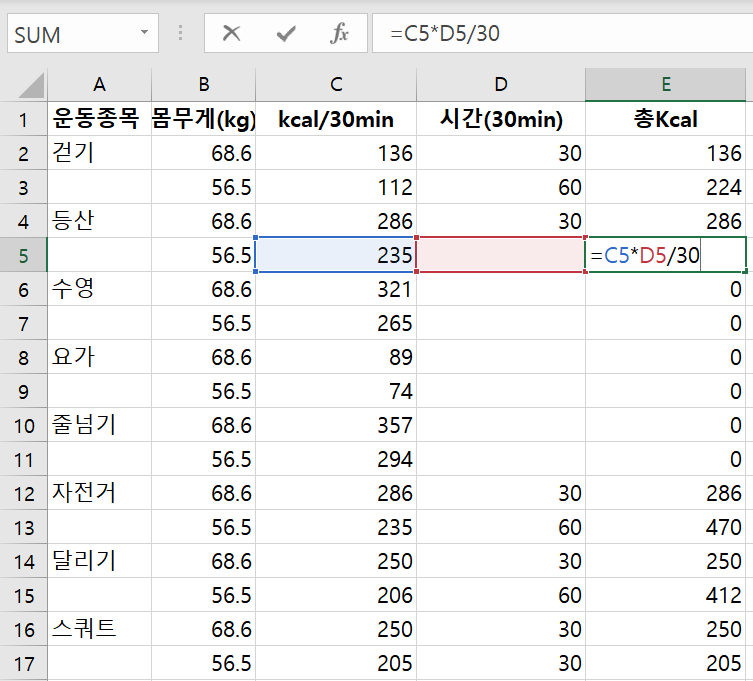 SUM =C5*D5/30
A B C D E
1 운동종목 몸무게(kg) kcal/30min 시간(30min) 총Kcal
2 걷기 68.6 136 30 136
3 56.5 112 60 224
4 등산 68.6 286 30 286
5 56.5 235 =C5*D5/30
6 수영 68.6 321 0
7 56.5 265 0
8 요가 68.6 89 0
9 56.5 74 0
10 줄넘기 68.6 357 0
11 56.5 294 0
12 자전거 68.6 286 30 286
13 56.5 235 60 470
14 달리기 68.6 250 30 250
15 56.5 206 60 412
16 스쿼트 68.6 250 30 250
17 56.5 205 30 205